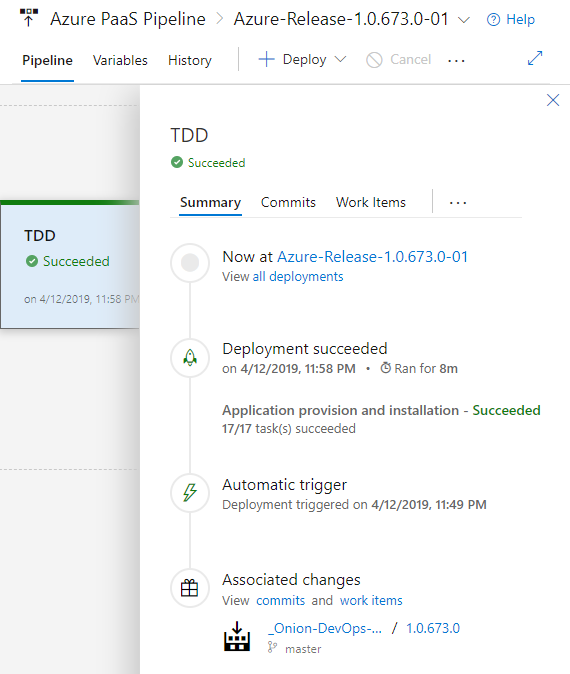 Azure PaaS Pipeline > Azure-Release-1.0.673.0-01 Help
Pipeline Variables History + Deploy Cancel ...
TDD
Succeeded
on 4/12/2019, 11:58 PM
TDD
Succeeded
Summary Commits Work Items ...
Now at Azure-Release-1.0.673.0-01
View all deployments
Deployment succeeded
on 4/12/2019, 11:58 PM • Ran for 8m
Application provision and installation - Succeeded
17/17 task(s) succeeded
Automatic trigger
Deployment triggered on 4/12/2019, 11:49 PM
Associated changes
View commits and work items
_Onion-DevOps-... / 1.0.673.0
master